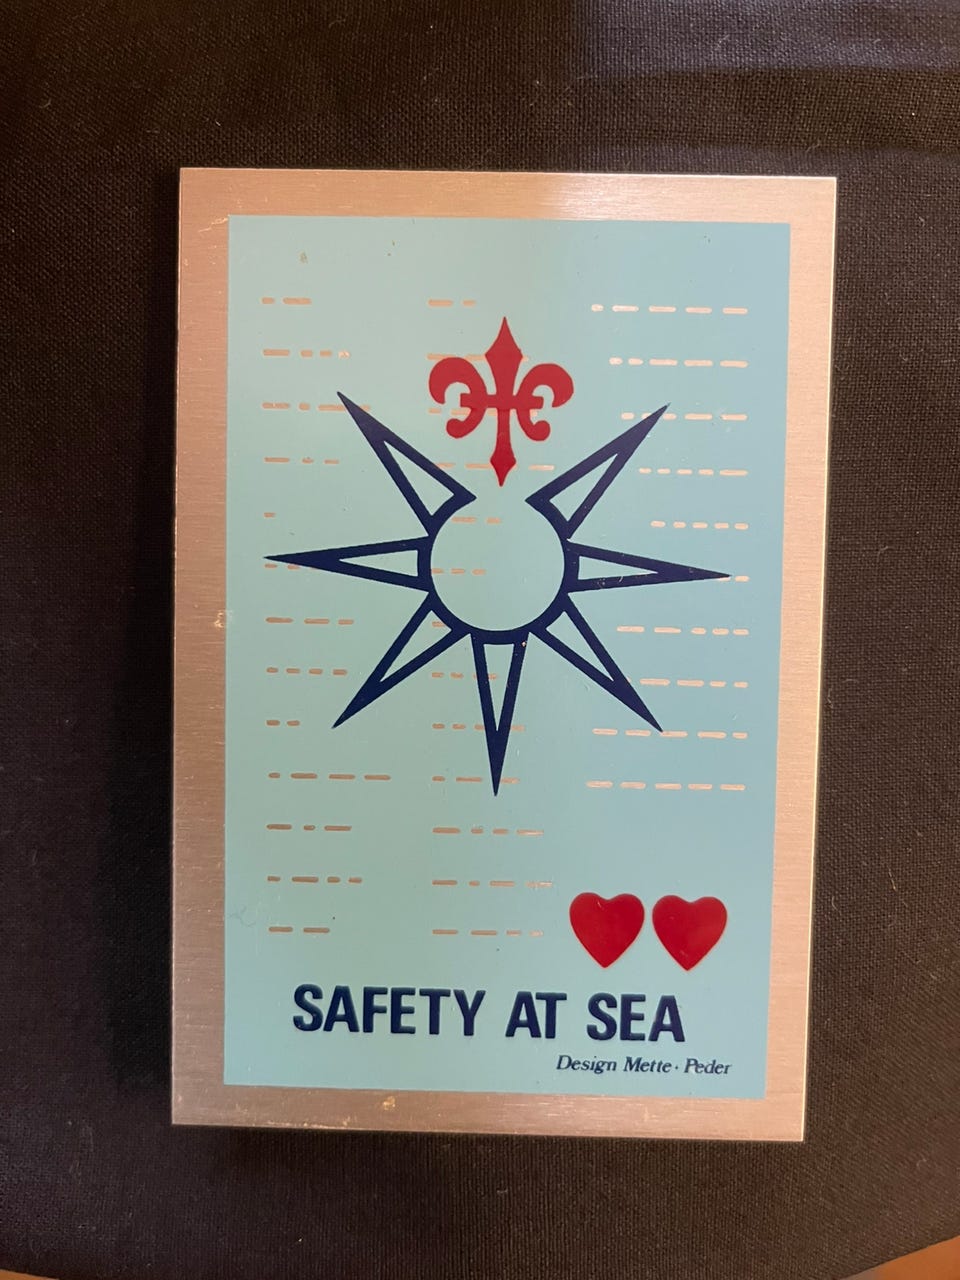 SAFETY AT SEA
Design Mette · Peder